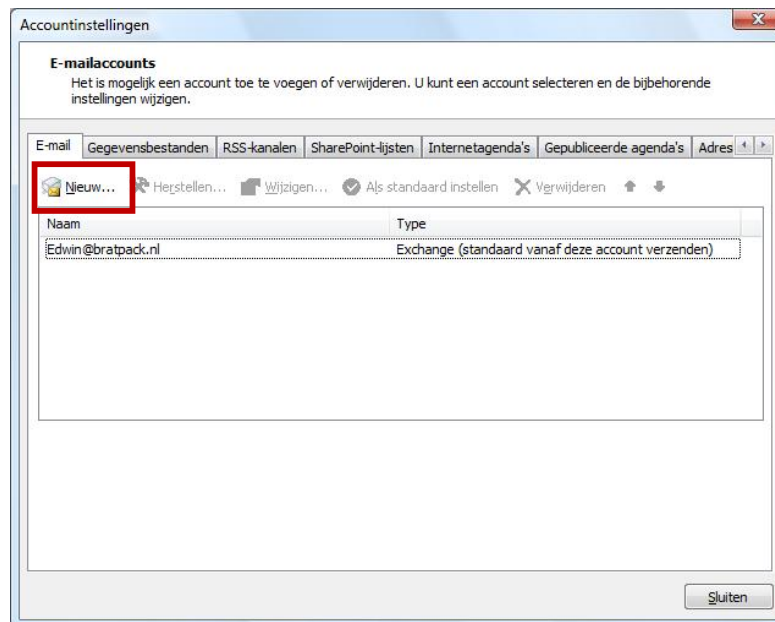 Accountinstellingen
E-mailaccounts
Het is mogelijk een account toe te voegen of verwijderen. U kunt een account selecteren en de bijbehorende
instellingen wijzigen.
E-mail Gegevensbestanden RSS-kanalen SharePoint-lijsten Internetagenda's Gepubliceerde agenda's Adres
Nieuw... Herstellen... Wijzigen... Als standaard instellen Verwijderen
Naam Type
Edwin@bratpack.nl Exchange (standaard vanaf deze account verzenden)
Sluiten